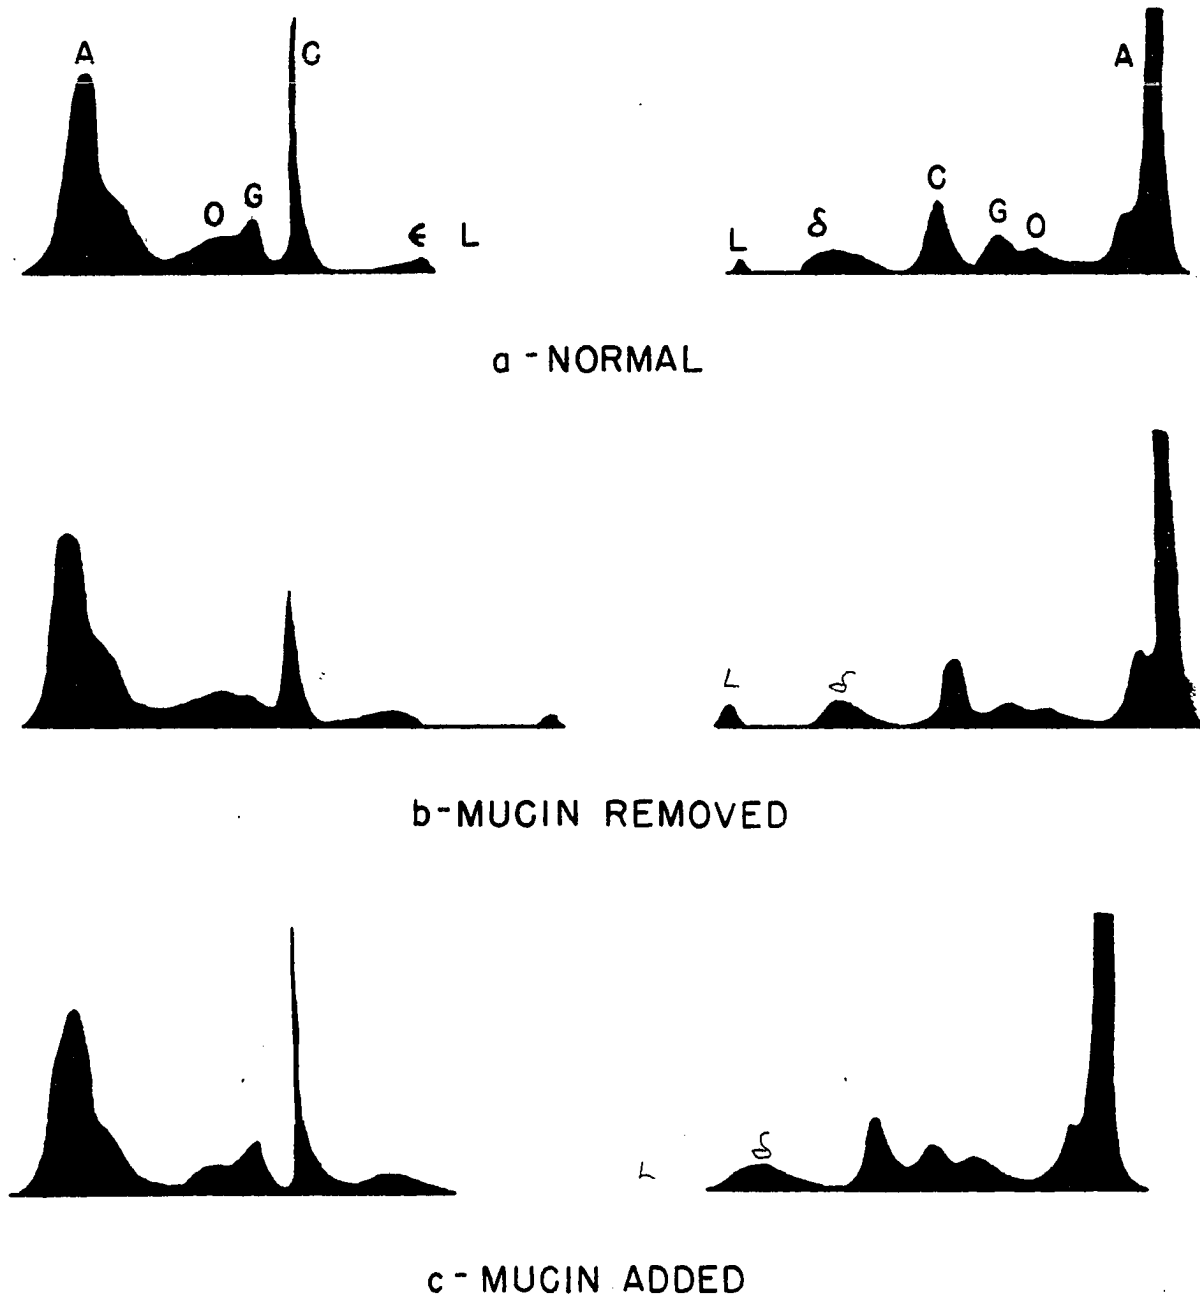 A C A
G C
O G O
ϵ L L δ
a - NORMAL
L δ
b - MUCIN REMOVED
L δ
c - MUCIN ADDED